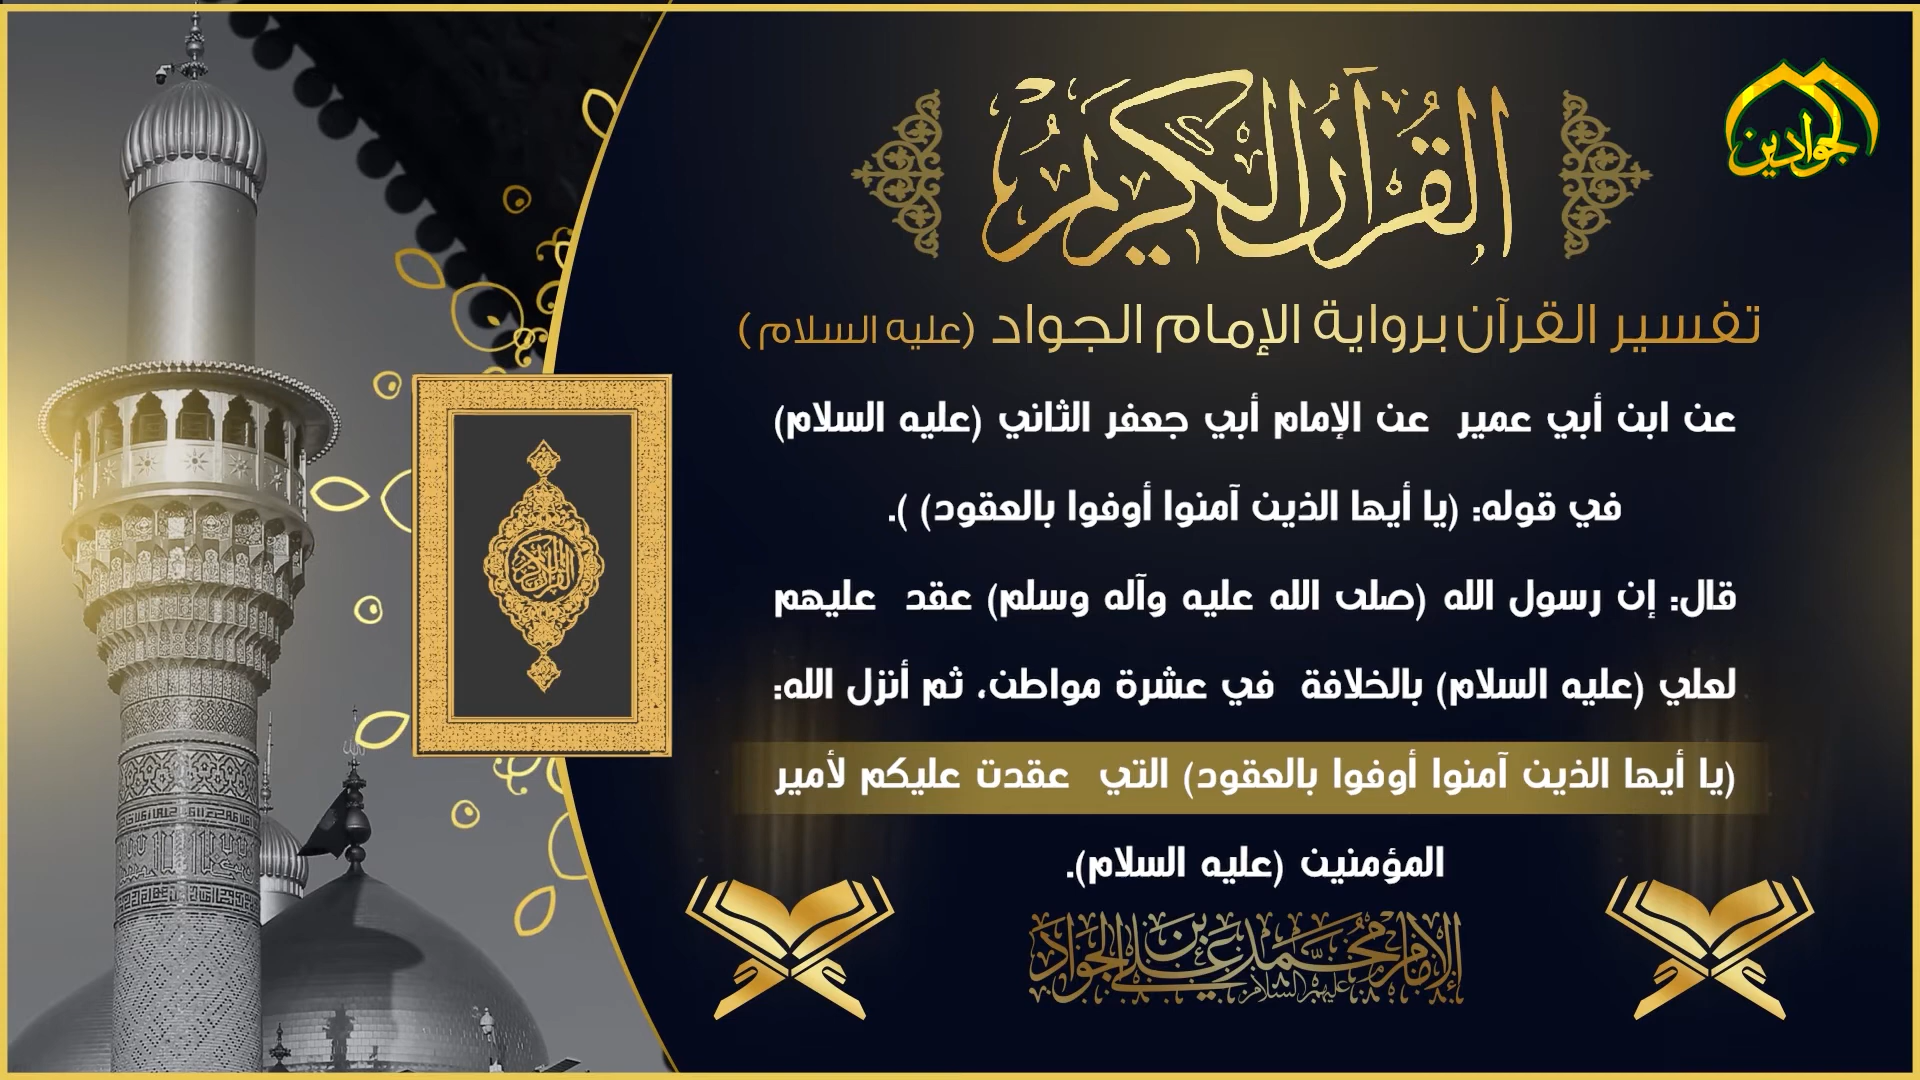 القرآن الكريم
الجوادين
تفسير القرآن برواية الإمام الجواد (عليه السلام)
عن ابن أبي عمير عن الإمام أبي جعفر الثاني (عليه السلام)
في قوله: (يا أيها الذين آمنوا أوفوا بالعقود) ).
قال: إن رسول الله (صلى الله عليه وآله وسلم) عقد عليهم
لعلي (عليه السلام) بالخلافة في عشرة مواطن، ثم أنزل الله:
(يا أيها الذين آمنوا أوفوا بالعقود) التي عقدت عليكم لأمير
المؤمنين (عليه السلام).
الإمام محمد بن علي الجواد
عليهم السلام
القرآن الكريم